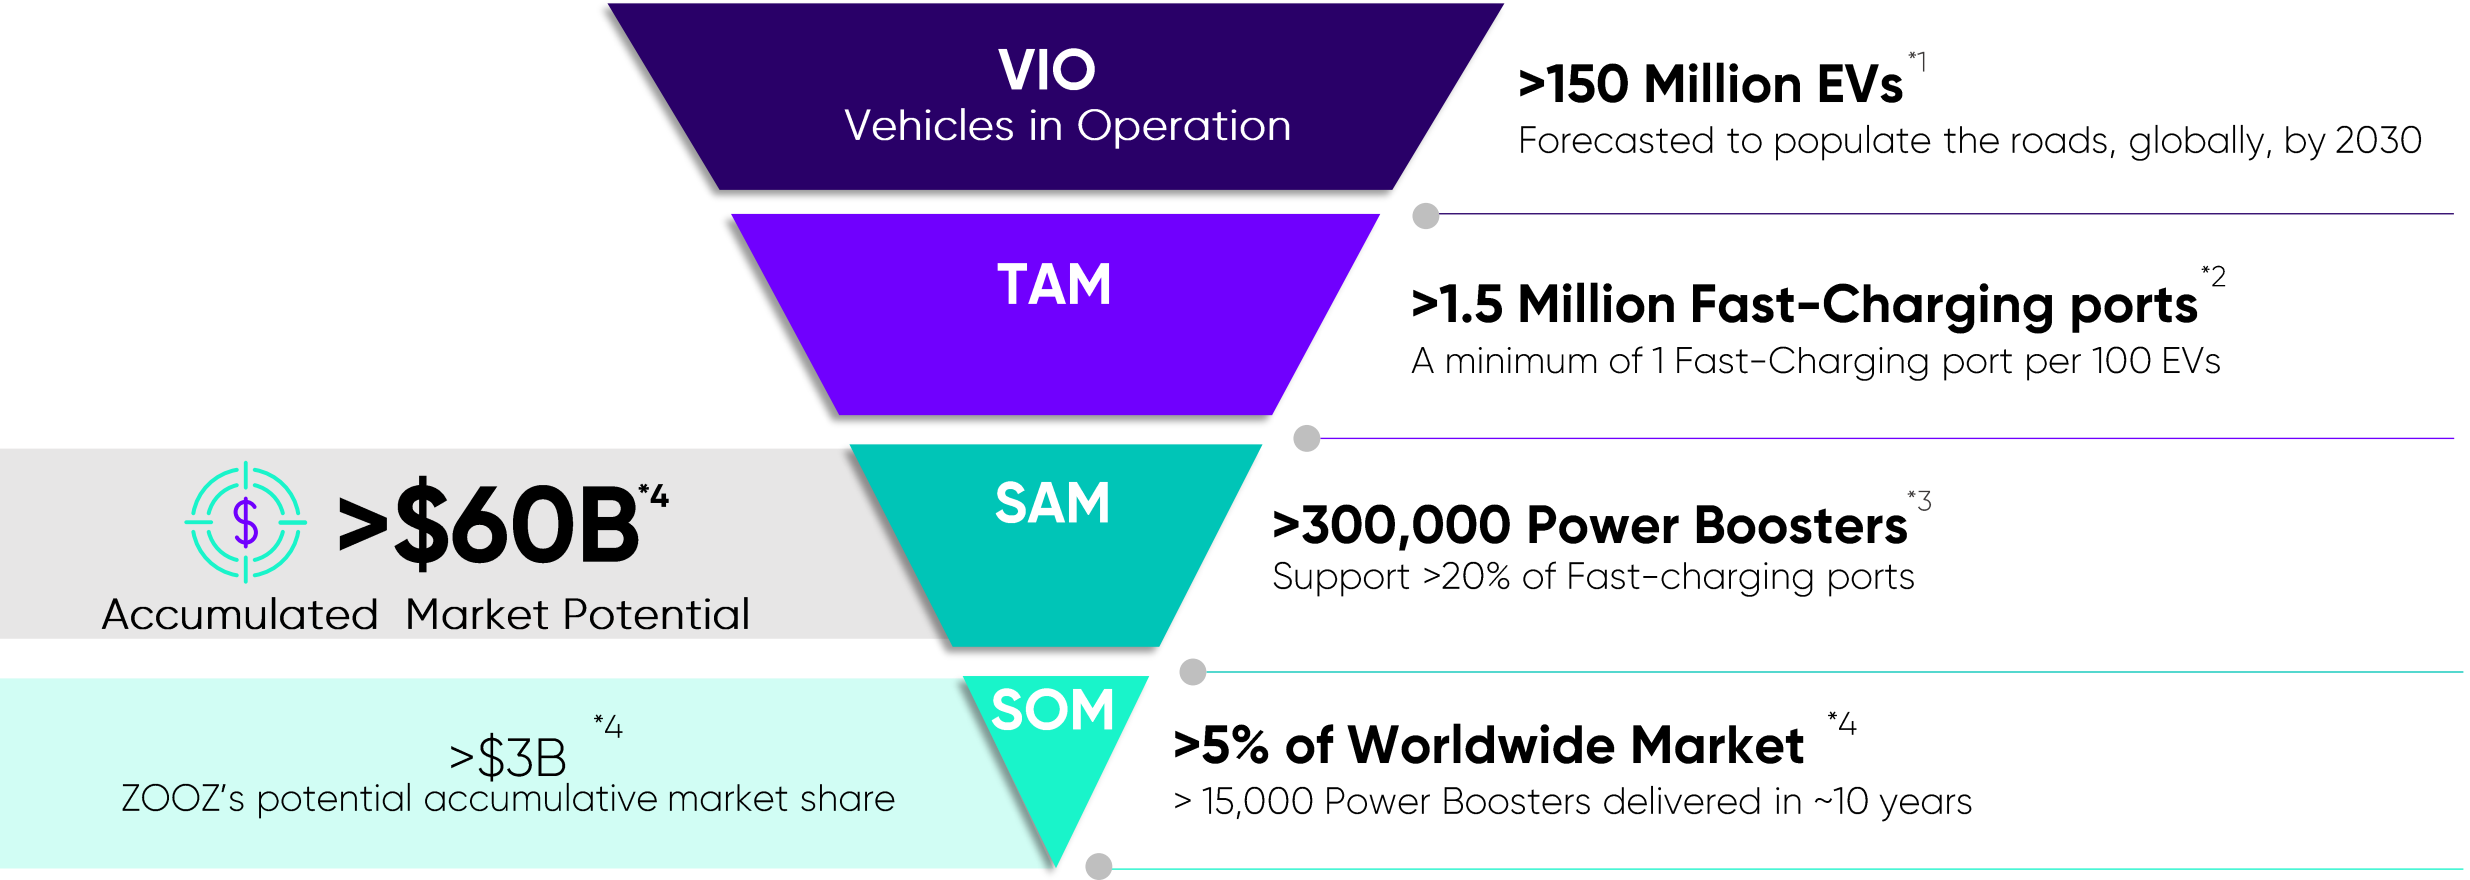 VIO
Vehicles in Operation
>150 Million EVs*1
Forecasted to populate the roads, globally, by 2030
TAM
>1.5 Million Fast-Charging ports*2
A minimum of 1 Fast-Charging port per 100 EVs
$ >$60B*4
Accumulated Market Potential
SAM
>300,000 Power Boosters*3
Support >20% of Fast-charging ports
>$3B *4
ZOOZ's potential accumulative market share
SOM
>5% of Worldwide Market *4
> 15,000 Power Boosters delivered in ~10 years